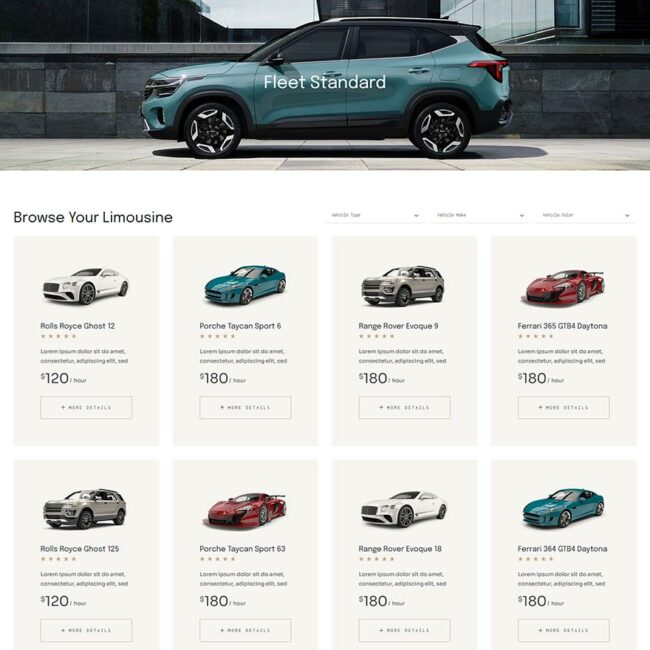 Fleet Standard
Browse Your Limousine
Vehicle Type
Vehicle Make
Vehicle Color
Rolls Royce Ghost 12
Lorem ipsum dolor sit do amet,
consectetur, adipiscing elit, sed
$120 / hour
+ MORE DETAILS
Porche Taycan Sport 6
Lorem ipsum dolor sit do amet,
consectetur, adipiscing elit, sed
$180 / hour
+ MORE DETAILS
Range Rover Evoque 9
Lorem ipsum dolor sit do amet,
consectetur, adipiscing elit, sed
$180 / hour
+ MORE DETAILS
Ferrari 365 GTB4 Daytona
Lorem ipsum dolor sit do amet,
consectetur, adipiscing elit, sed
$180 / hour
+ MORE DETAILS
Rolls Royce Ghost 125
Lorem ipsum dolor sit do amet,
consectetur, adipiscing elit, sed
$120 / hour
+ MORE DETAILS
Porche Taycan Sport 63
Lorem ipsum dolor sit do amet,
consectetur, adipiscing elit, sed
$180 / hour
+ MORE DETAILS
Range Rover Evoque 18
Lorem ipsum dolor sit do amet,
consectetur, adipiscing elit, sed
$180 / hour
+ MORE DETAILS
Ferrari 364 GTB4 Daytona
Lorem ipsum dolor sit do amet,
consectetur, adipiscing elit, sed
$180 / hour
+ MORE DETAILS